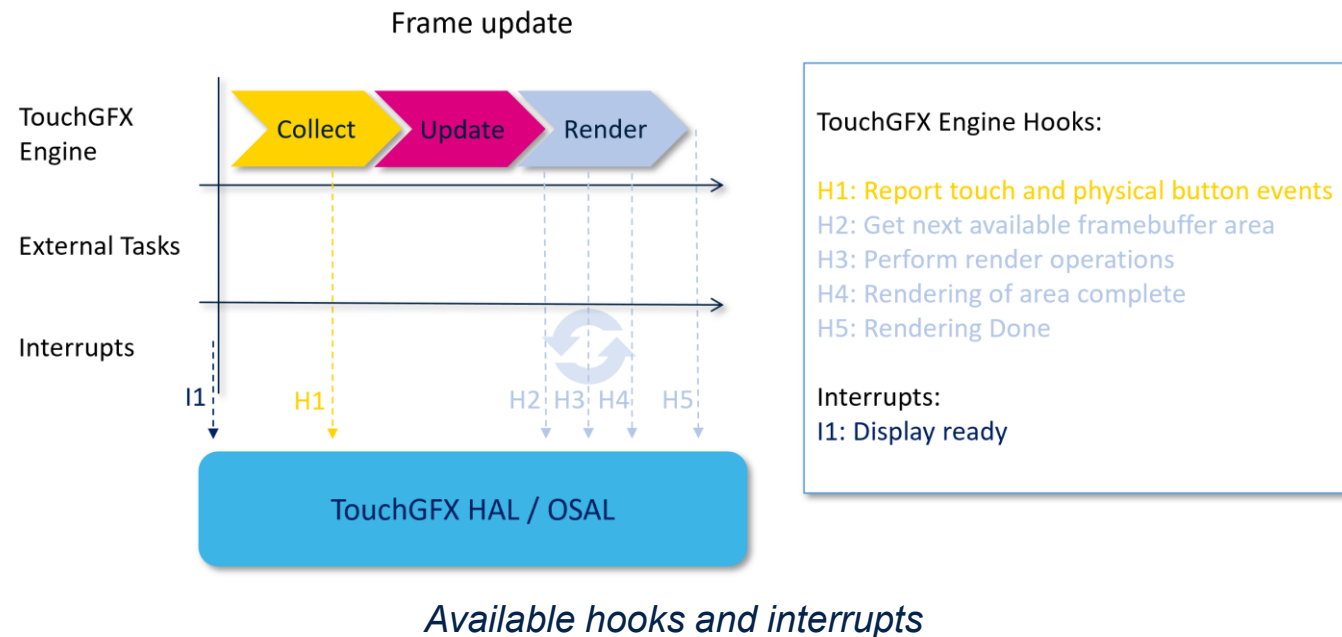 Frame update
TouchGFX
Engine
Collect
Update
Render
External Tasks
Interrupts
I1
H1
H2
H3
H4
H5
TouchGFX HAL / OSAL
TouchGFX Engine Hooks:
H1: Report touch and physical button events
H2: Get next available framebuffer area
H3: Perform render operations
H4: Rendering of area complete
H5: Rendering Done
Interrupts:
I1: Display ready
Available hooks and interrupts